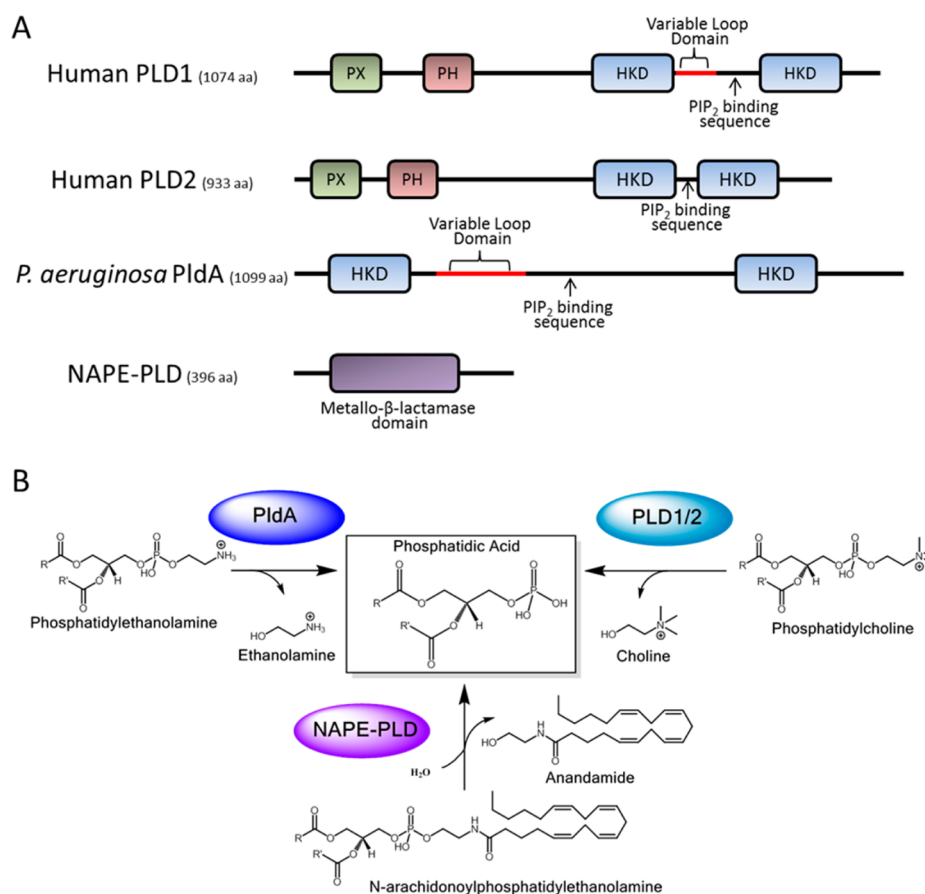 A
Variable Loop
Domain
Human PLD1 (1074 aa)
PX
PH
HKD
HKD
PIP₂ binding
sequence
Human PLD2 (933 aa)
PX
PH
HKD
HKD
PIP₂ binding
sequence
Variable Loop
Domain
P. aeruginosa PldA (1099 aa)
HKD
HKD
PIP₂ binding
sequence
NAPE-PLD (396 aa)
Metallo-β-lactamase
domain
B
PldA
PLD1/2
Phosphatidic Acid
Phosphatidylethanolamine
Ethanolamine
Choline
Phosphatidylcholine
NAPE-PLD
H₂O
Anandamide
N-arachidonoylphosphatidylethanolamine